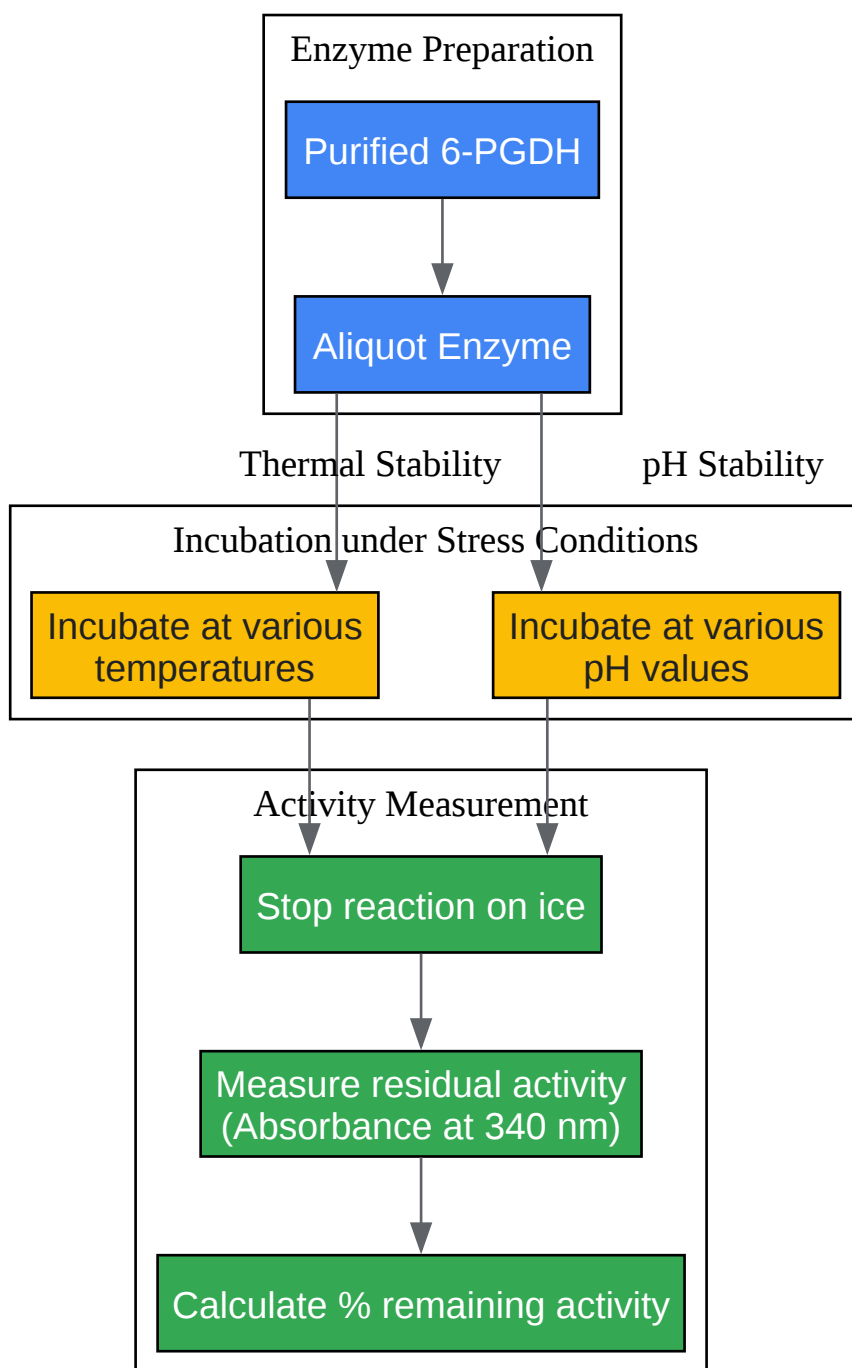 Enzyme Preparation
Purified 6-PGDH
Aliquot Enzyme
Thermal Stability
pH Stability
Incubation under Stress Conditions
Incubate at various
temperatures
Incubate at various
pH values
Activity Measurement
Stop reaction on ice
Measure residual activity
(Absorbance at 340 nm)
Calculate % remaining activity